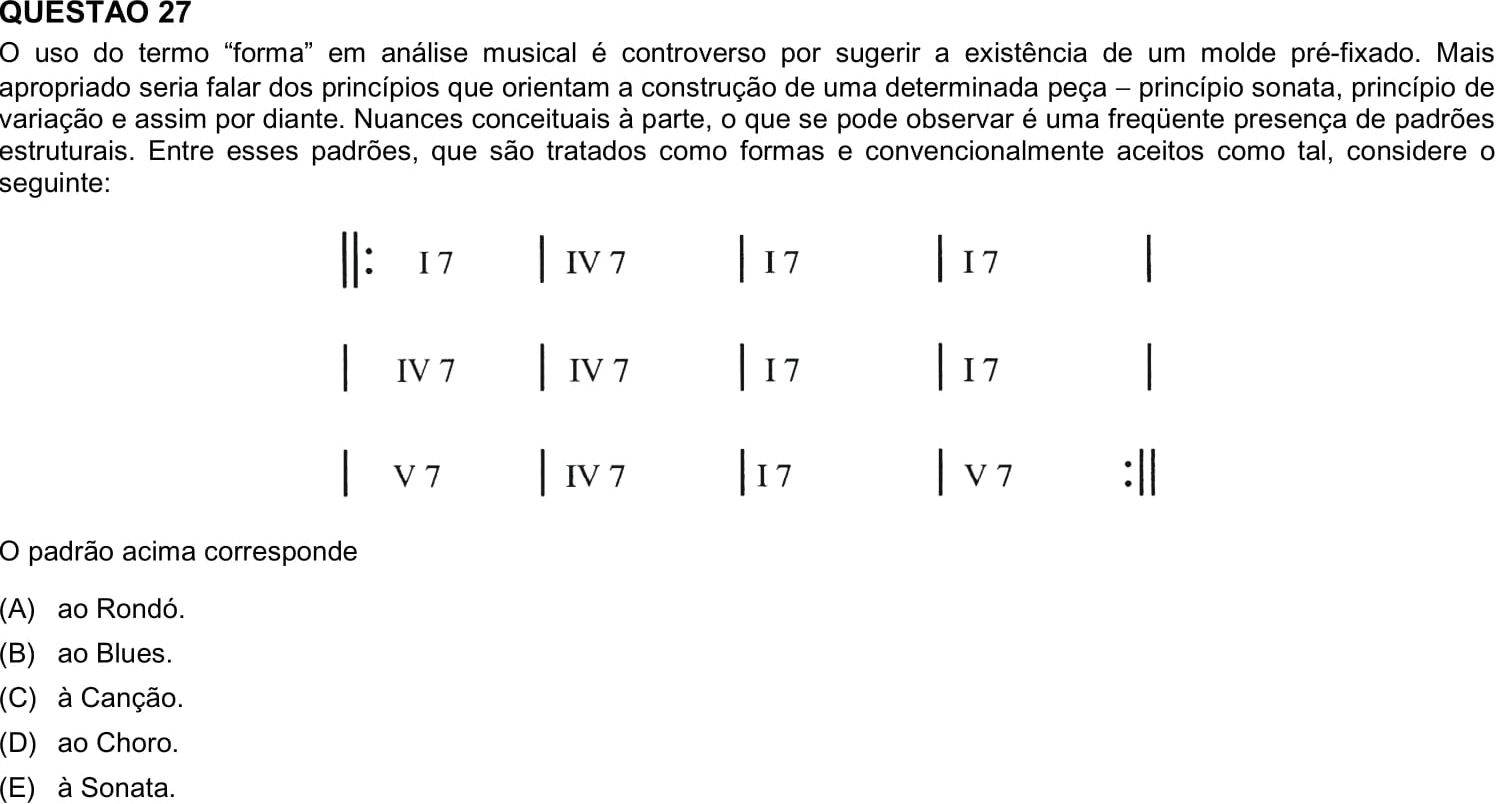 QUESTÃO 27
O uso do termo “forma” em análise musical é controverso por sugerir a existência de um molde pré-fixado. Mais
apropriado seria falar dos princípios que orientam a construção de uma determinada peça – princípio sonata, princípio de
variação e assim por diante. Nuances conceituais à parte, o que se pode observar é uma freqüente presença de padrões
estruturais. Entre esses padrões, que são tratados como formas e convencionalmente aceitos como tal, considere o
seguinte:
||: I 7 | IV 7 | I 7 | I 7 |
| IV 7 | IV 7 | I 7 | I 7 |
| V 7 | IV 7 | I 7 | V 7 :||
O padrão acima corresponde
(A) ao Rondó.
(B) ao Blues.
(C) à Canção.
(D) ao Choro.
(E) à Sonata.